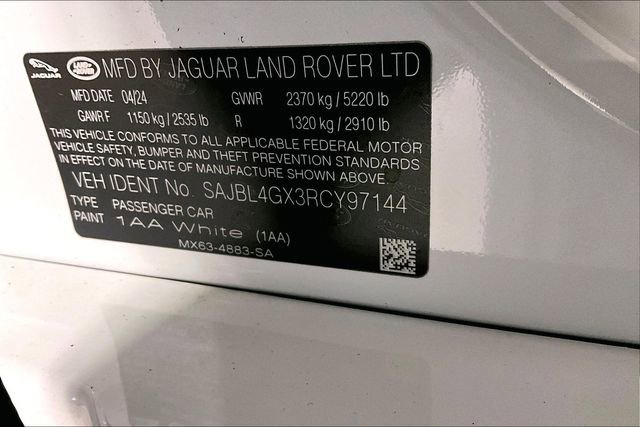 JAGUAR LAND ROVER MFD BY JAGUAR LAND ROVER LTD
MFD DATE 04/24 GVWR 2370 kg / 5220 lb
GAWR F 1150 kg / 2535 lb R 1320 kg / 2910 lb
THIS VEHICLE CONFORMS TO ALL APPLICABLE FEDERAL MOTOR
VEHICLE SAFETY, BUMPER AND THEFT PREVENTION STANDARDS
IN EFFECT ON THE DATE OF MANUFACTURE SHOWN ABOVE.
VEH IDENT No. SAJBL4GX3RCY97144
TYPE PASSENGER CAR
PAINT 1AA White (1AA)
MX63-4883-SA